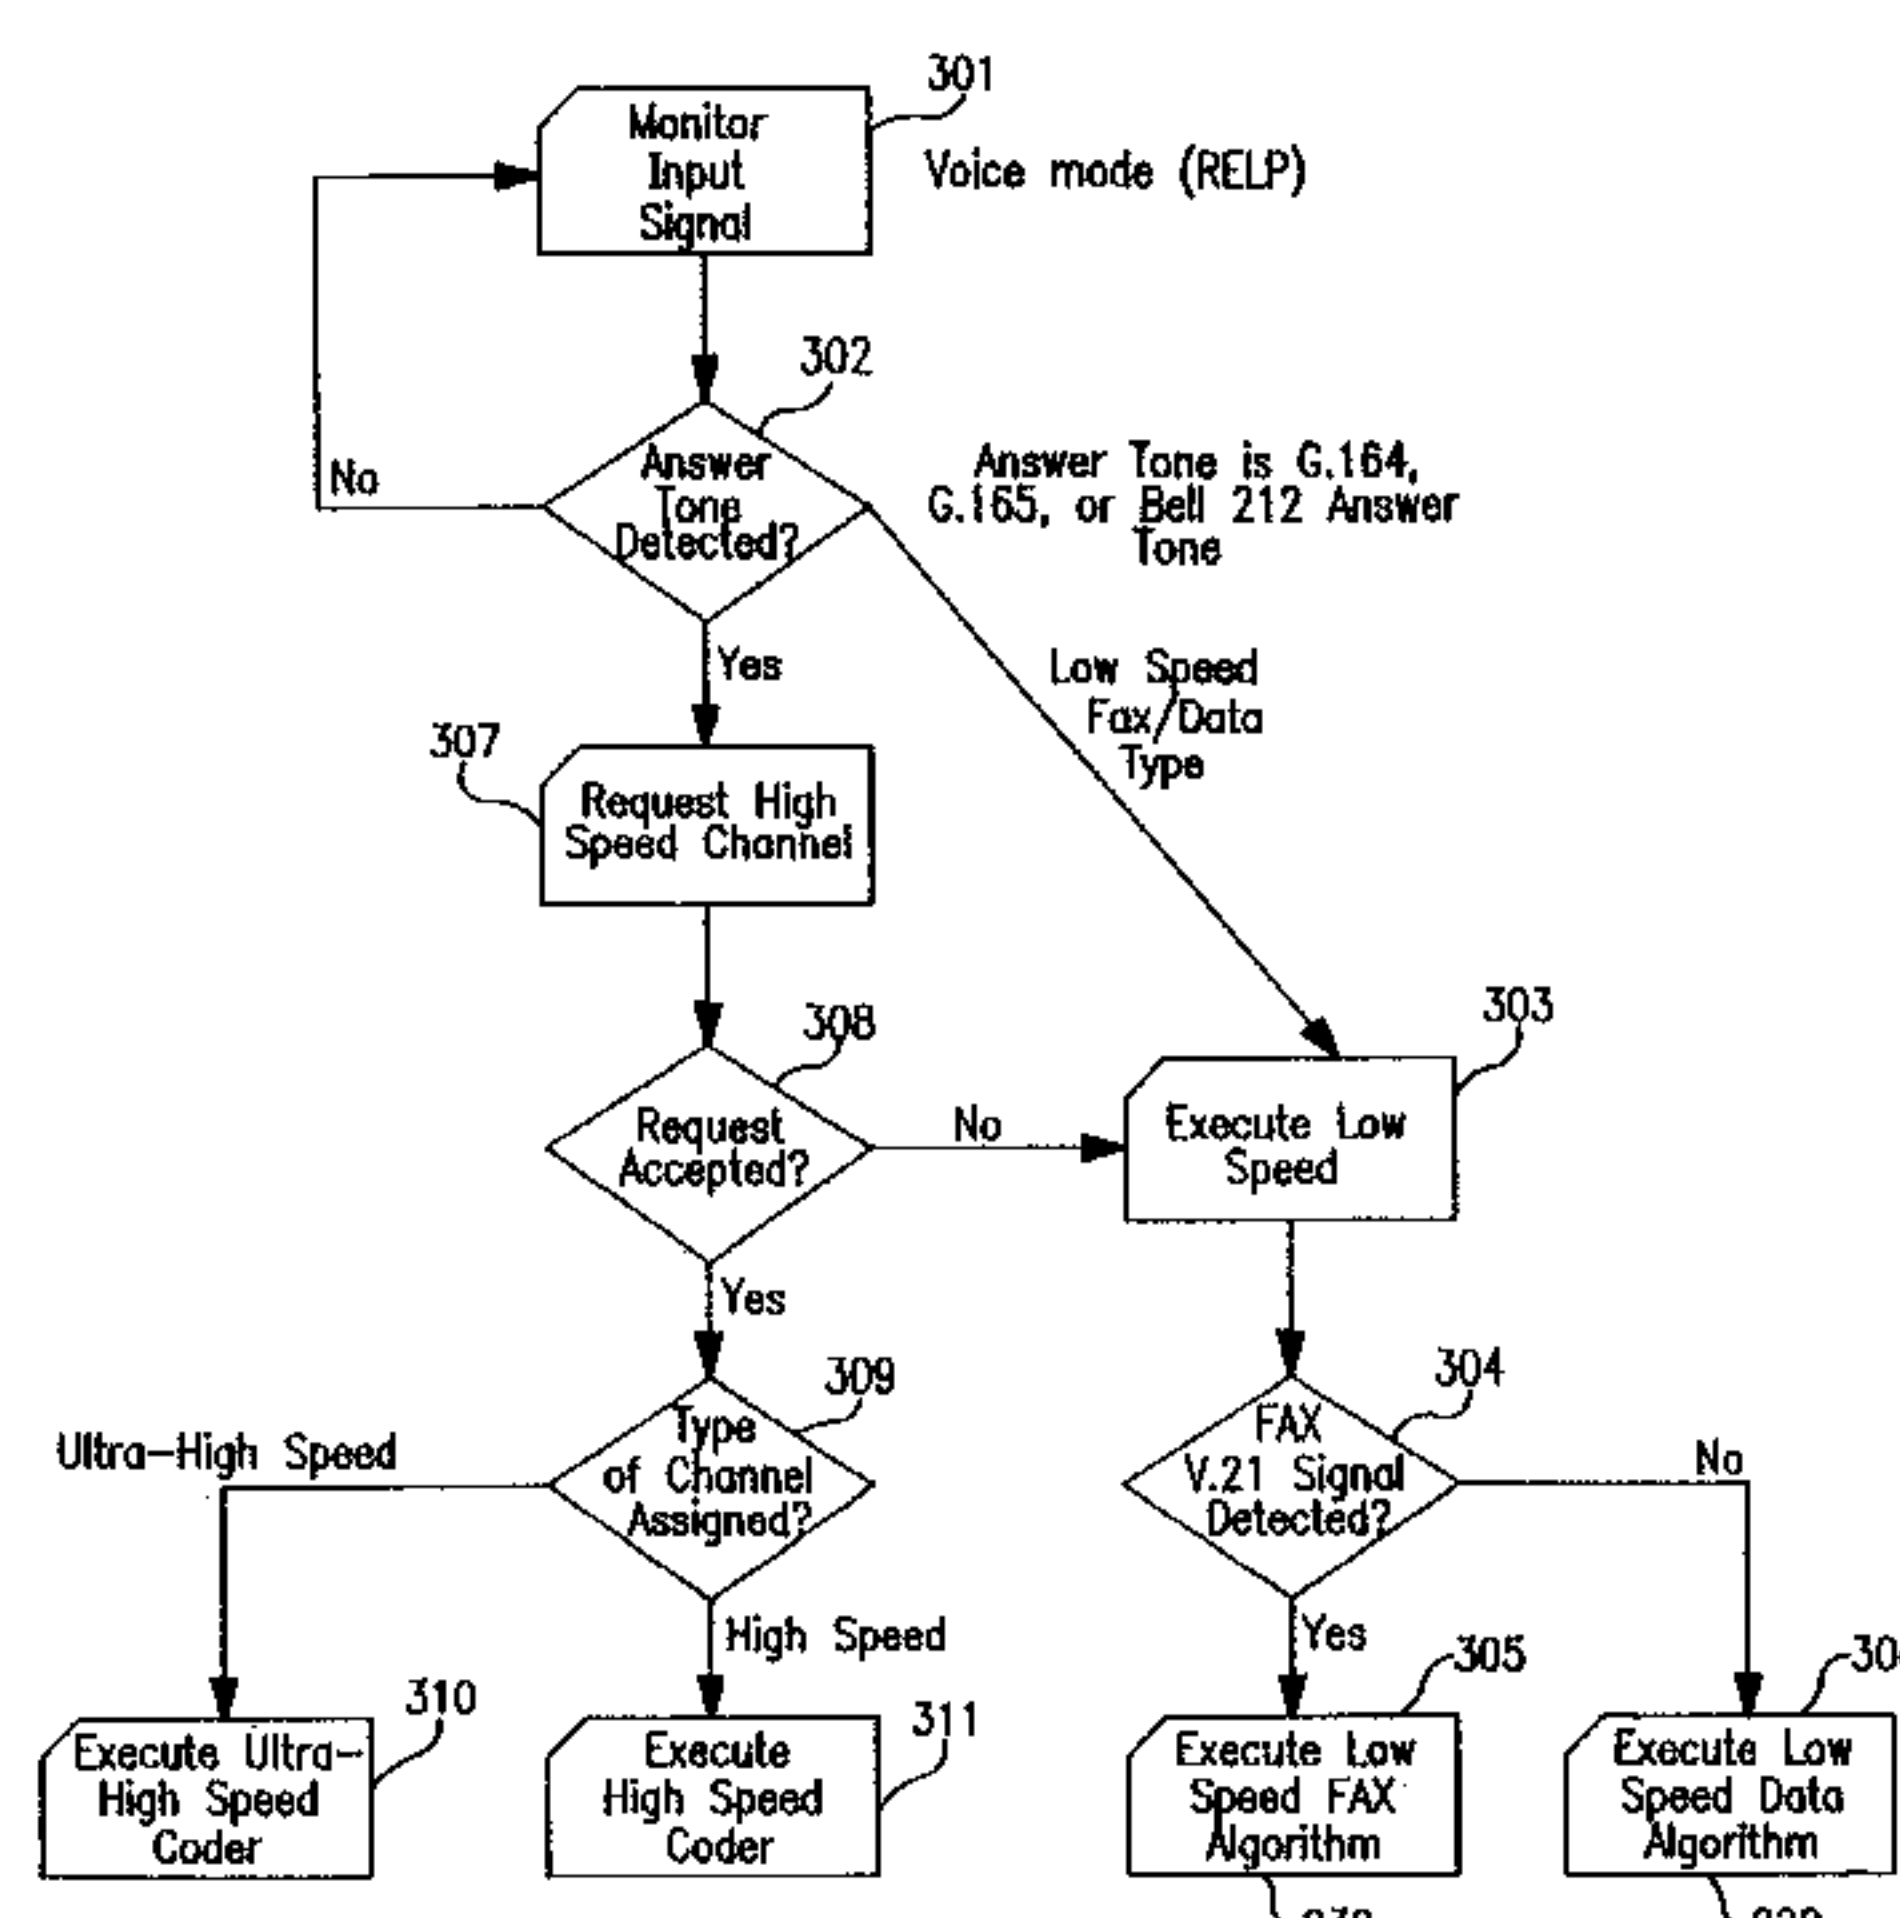 301
Monitor
Input
Signal
Voice mode (RELP)
302
Answer
Tone
Detected?
No
Answer Tone is G.164,
G.165, or Bell 212 Answer
Tone
Yes
Low Speed
Fax/Data
Type
307
Request High
Speed Channel
308
Request
Accepted?
No
303
Execute Low
Speed
Yes
309
Type
of Channel
Assigned?
Ultra-High Speed
High Speed
304
FAX
V.21 Signal
Detected?
No
Yes
310
Execute Ultra-
High Speed
Coder
311
Execute
High Speed
Coder
305
Execute Low
Speed FAX
Algorithm
Execute Low
Speed Data
Algorithm